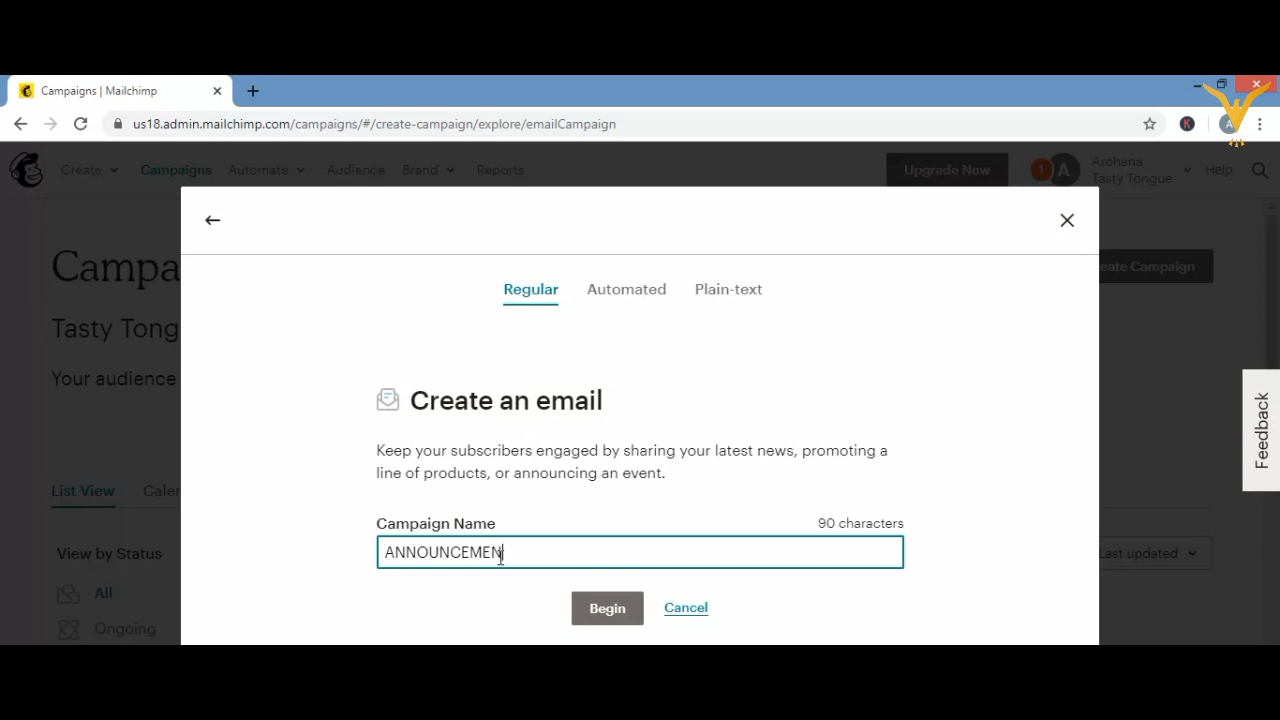 Campaigns | Mailchimp
us18.admin.mailchimp.com/campaigns/#/create-campaign/explore/emailCampaign
K
A
Create
Campaigns
Automate
Audience
Brand
Reports
Upgrade Now
1
A
Archana
Tasty Tongue
Help
Campa
eate Campaign
Regular
Automated
Plain-text
Tasty Tong
Your audience
Create an email
Keep your subscribers engaged by sharing your latest news, promoting a
line of products, or announcing an event.
Feedback
List View
Caler
Campaign Name
90 characters
ANNOUNCEMEN
View by Status
Last updated
All
Begin
Cancel
Ongoing